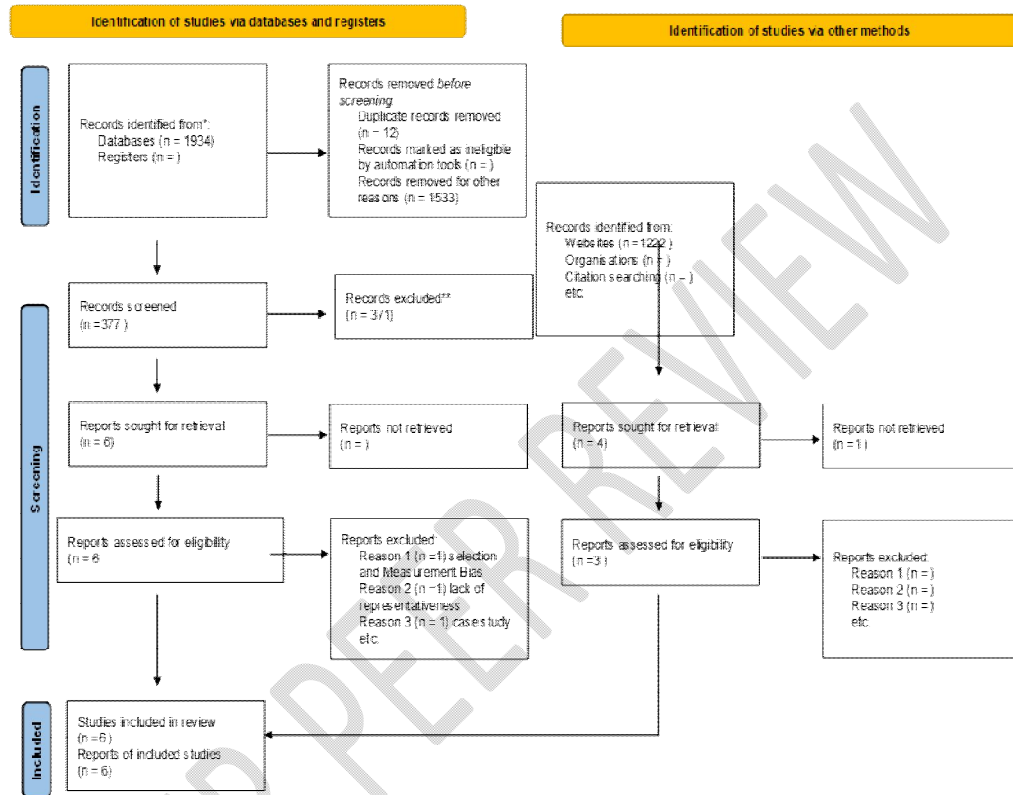 Identification of studies via databases and registers
Identification of studies via other methods
Identification
Records identified from*:
Databases (n = 1934)
Registers (n = )
Records removed before
screening
Duplicate records removed
(n = 12)
Records marked as ineligible
by automation tools (n = )
Records removed for other
reasons (n = 1533)
Records identified from:
Websites (n =1222 )
Organisations (n = )
Citation searching (n = )
etc.
Screening
Records screened
(n =377 )
Records excluded**
(n = 371)
Reports sought for retrieval
(n = 6)
Reports not retrieved
(n = )
Reports sought for retrieval
(n = 4)
Reports not retrieved
(n = 1 )
Reports assessed for eligibility
(n = 6
Reports excluded:
Reason 1 (n =1) selection
and Measurement Bias
Reason 2 (n =1) lack of
representativeness
Reason 3 (n = 1) case study
etc.
Reports assessed for eligibility
(n =3 )
Reports excluded:
Reason 1 (n = )
Reason 2 (n = )
Reason 3 (n = )
etc.
Included
Studies included in review
(n =6 )
Reports of included studies
(n = 6)
PEER REVIEW